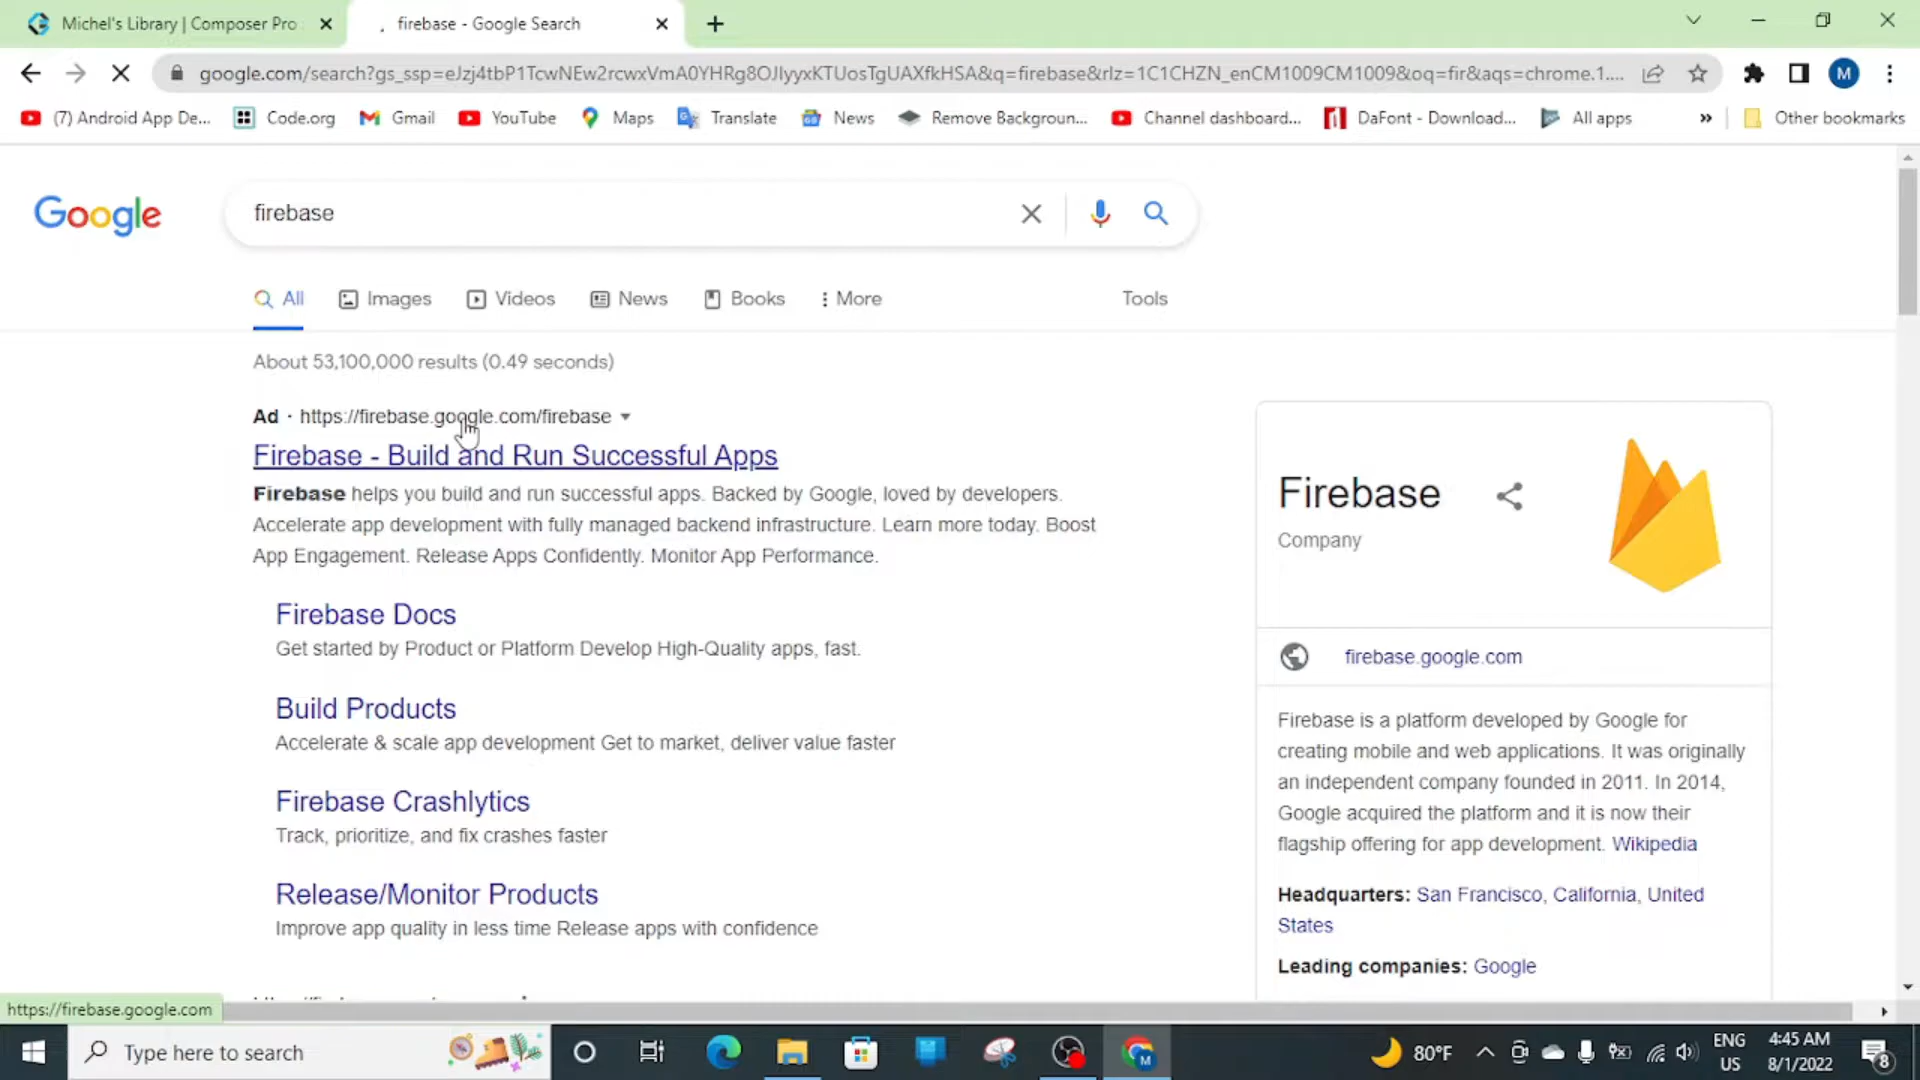 Michel's Library | Composer Pro
firebase - Google Search
google.com/search?gs_ssp=eJzj4tbP1TcwNEw2rcwxVmA0YHRg8OJIyyxKTUosTgUAXfkHSA&q=firebase&rlz=1C1CHZN_enCM1009CM1009&oq=fir&aqs=chrome.1....
M
(7) Android App De...
Code.org
Gmail
YouTube
Maps
Translate
News
Remove Backgroun...
Channel dashboard...
DaFont - Download...
All apps
»
Other bookmarks
Google
firebase
All
Images
Videos
News
Books
More
Tools
About 53,100,000 results (0.49 seconds)
Ad · https://firebase.google.com/firebase
Firebase - Build and Run Successful Apps
Firebase helps you build and run successful apps. Backed by Google, loved by developers.
Accelerate app development with fully managed backend infrastructure. Learn more today. Boost
App Engagement. Release Apps Confidently. Monitor App Performance.
Firebase Docs
Get started by Product or Platform Develop High-Quality apps, fast.
Build Products
Accelerate & scale app development Get to market, deliver value faster
Firebase Crashlytics
Track, prioritize, and fix crashes faster
Release/Monitor Products
Improve app quality in less time Release apps with confidence
Firebase
Company
firebase.google.com
Firebase is a platform developed by Google for
creating mobile and web applications. It was originally
an independent company founded in 2011. In 2014,
Google acquired the platform and it is now their
flagship offering for app development. Wikipedia
Headquarters: San Francisco, California, United
States
Leading companies: Google
https://firebase.google.com
Type here to search
M
80°F
ENG
US
4:45 AM
8/1/2022
8